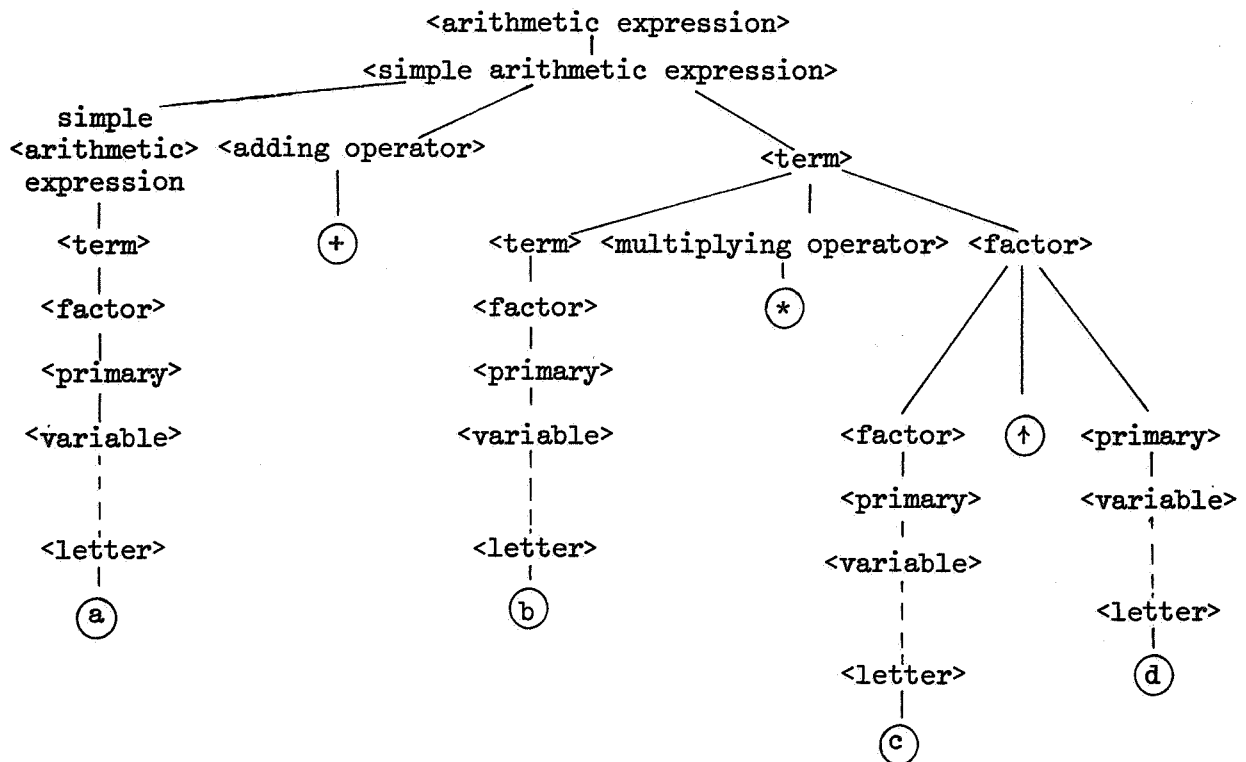 <arithmetic expression>
<simple arithmetic expression>
simple
<arithmetic> <adding operator>
<term>
expression
<term> + <term> <multiplying operator> <factor>
<factor> <factor> *
<primary> <primary>
<variable> <variable> <factor> ↑ <primary>
<primary> <variable>
<letter> <letter>
<variable>
a b <letter>
<letter> d
c